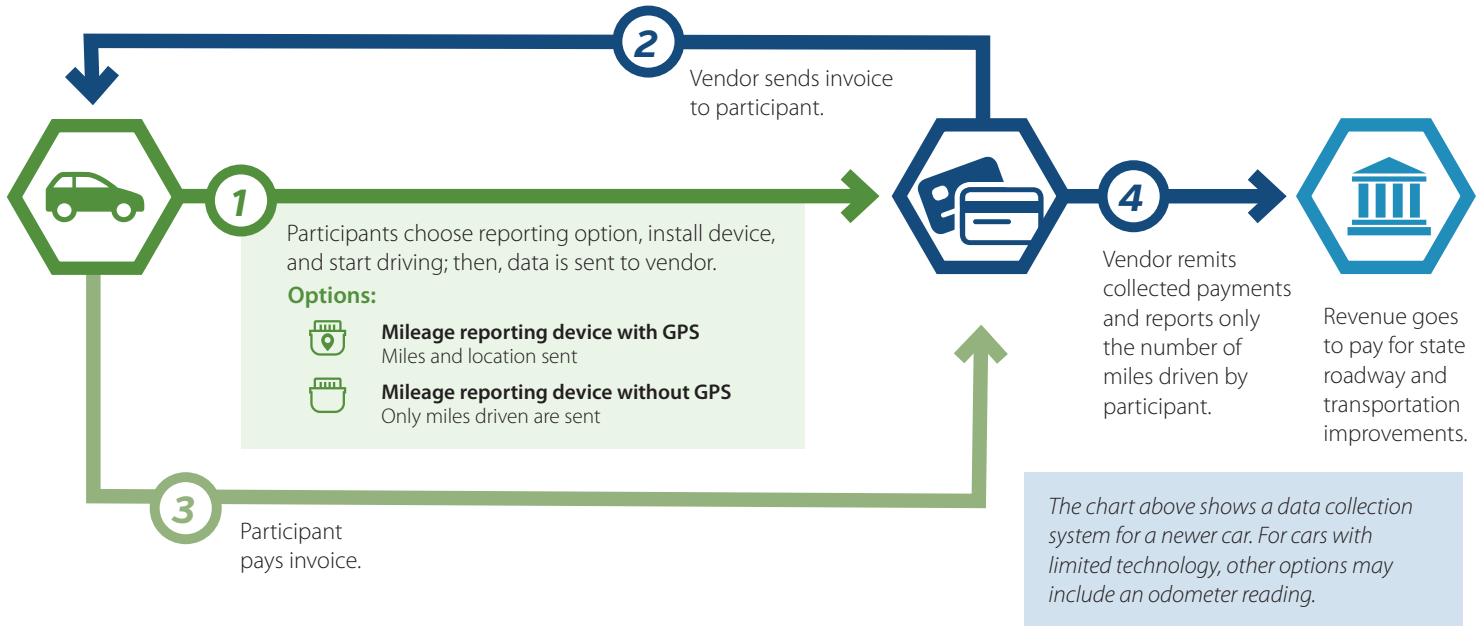 2
Vendor sends invoice
to participant.
1
Participants choose reporting option, install device,
and start driving; then, data is sent to vendor.
Options:
Mileage reporting device with GPS
Miles and location sent
Mileage reporting device without GPS
Only miles driven are sent
3
Participant
pays invoice.
4
Vendor remits
collected payments
and reports only
the number of
miles driven by
participant.
Revenue goes
to pay for state
roadway and
transportation
improvements.
The chart above shows a data collection
system for a newer car. For cars with
limited technology, other options may
include an odometer reading.